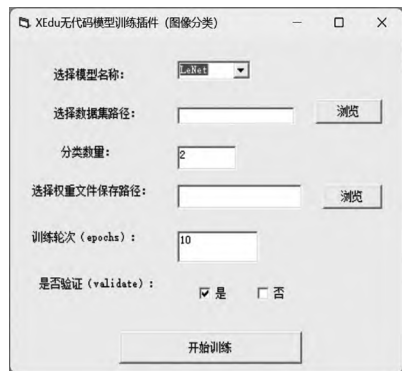 XEdu无代码模型训练插件（图像分类）
选择模型名称： LeNet
选择数据集路径： 浏览
分类数量： 2
选择权重文件保存路径： 浏览
训练轮次（epochs）： 10
是否验证（validate）： 是 否
开始训练